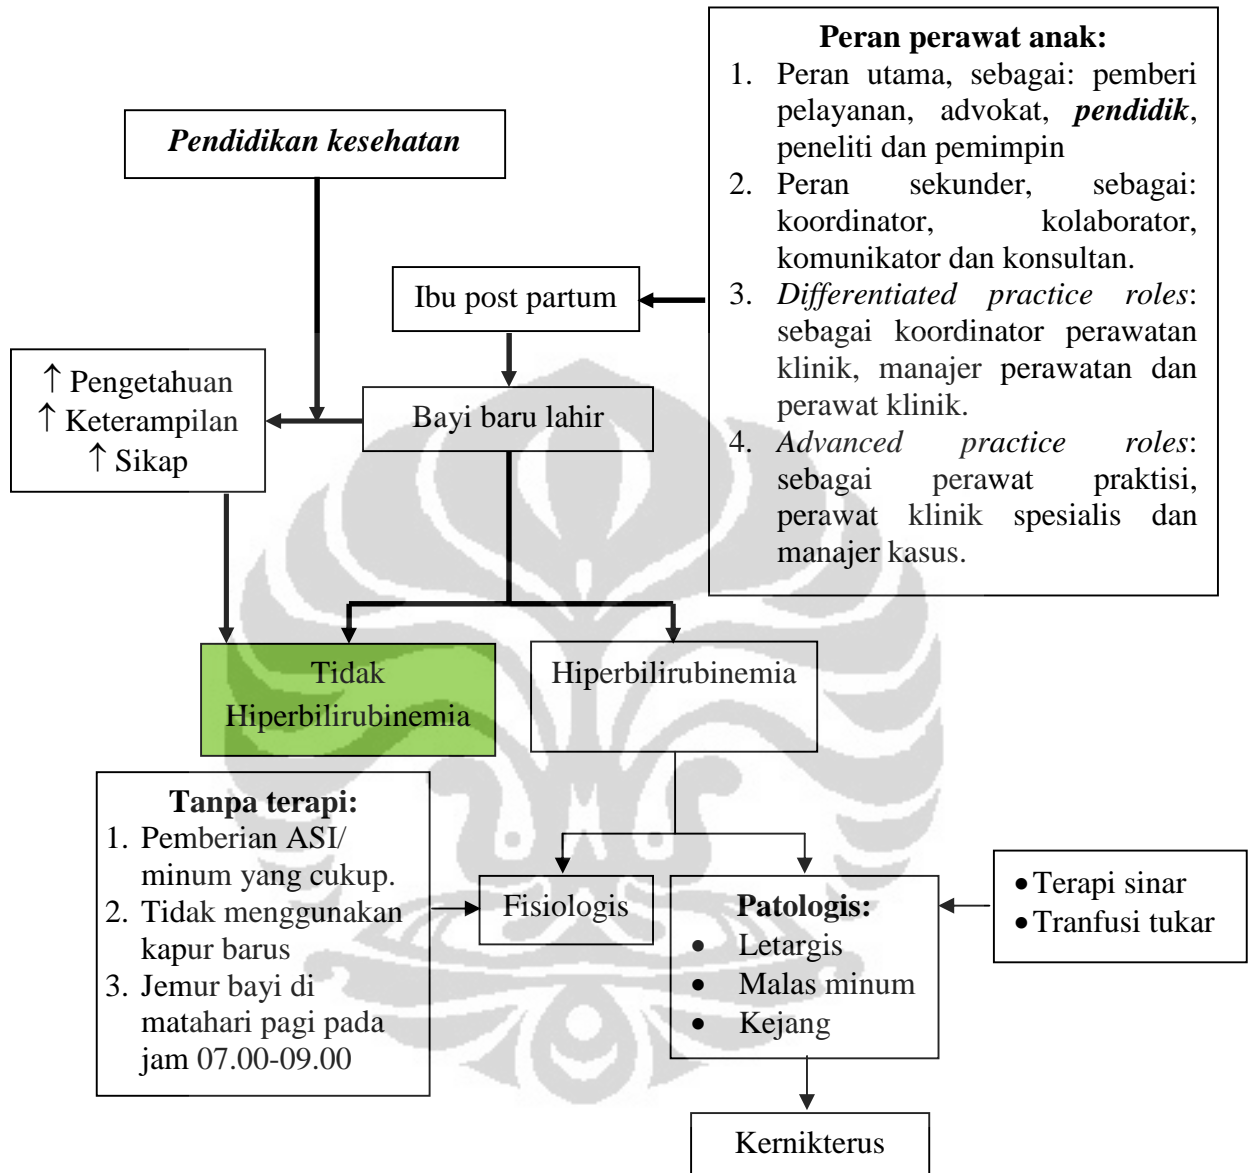 Peran perawat anak:
1. Peran utama, sebagai: pemberi
pelayanan, advokat, pendidik,
peneliti dan pemimpin
2. Peran sekunder, sebagai:
koordinator, kolaborator,
komunikator dan konsultan.
3. Differentiated practice roles:
sebagai koordinator perawatan
klinik, manajer perawatan dan
perawat klinik.
4. Advanced practice roles:
sebagai perawat praktisi,
perawat klinik spesialis dan
manajer kasus.
Pendidikan kesehatan
Ibu post partum
↑ Pengetahuan
↑ Keterampilan
↑ Sikap
Bayi baru lahir
Tidak
Hiperbilirubinemia
Hiperbilirubinemia
Tanpa terapi:
1. Pemberian ASI/
minum yang cukup.
2. Tidak menggunakan
kapur barus
3. Jemur bayi di
matahari pagi pada
jam 07.00-09.00
Fisiologis
Patologis:
• Letargis
• Malas minum
• Kejang
• Terapi sinar
• Tranfusi tukar
Kernikterus